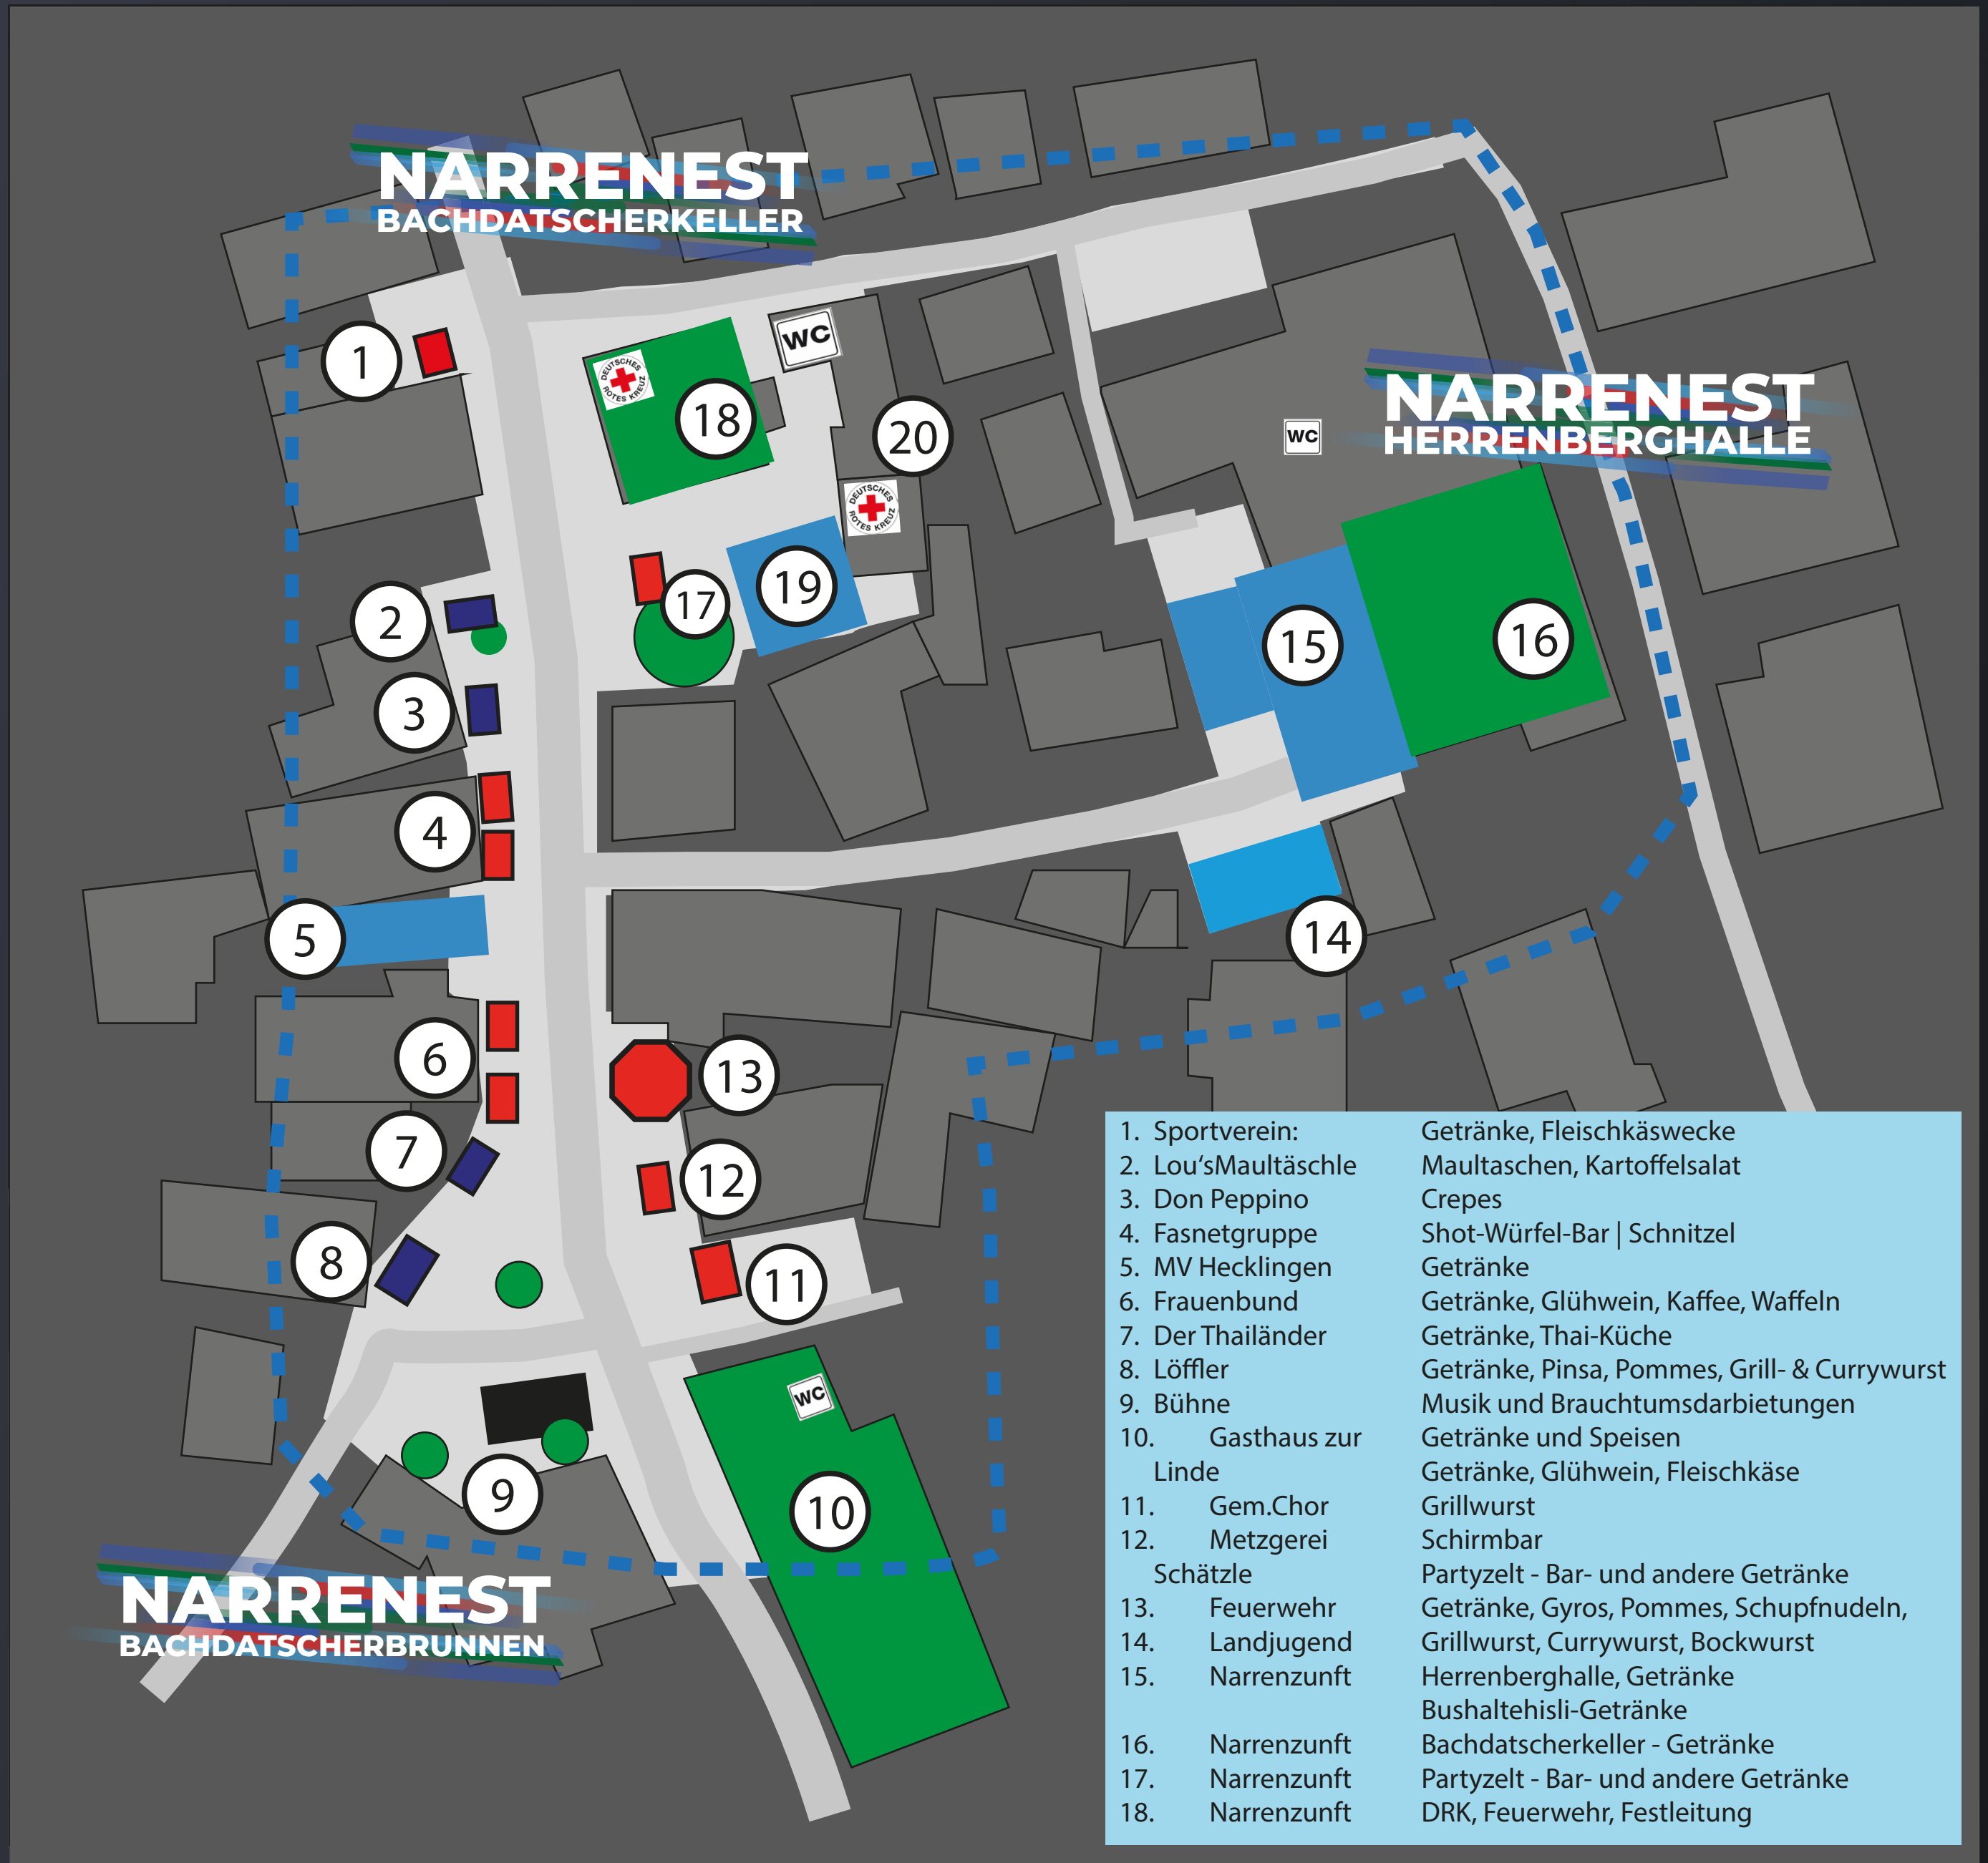 NARRENEST
BACHDATSCHERKELLER
1
DEUTSCHES
ROTES KREUZ
WC
18
20
NARRENEST
HERRENBERGHALLE
WC
DEUTSCHES
ROTES KREUZ
2
17
19
15
16
3
4
5
14
6
13
7
12
8
11
WC
9
10
NARRENEST
BACHDATSCHERBRUNNEN
1. Sportverein: Getränke, Fleischkäswecke
2. Lou‘sMaultäschle Maultaschen, Kartoffelsalat
3. Don Peppino Crepes
4. Fasnetgruppe Shot-Würfel-Bar | Schnitzel
5. MV Hecklingen Getränke
6. Frauenbund Getränke, Glühwein, Kaffee, Waffeln
7. Der Thailänder Getränke, Thai-Küche
8. Löffler Getränke, Pinsa, Pommes, Grill- & Currywurst
9. Bühne Musik und Brauchtumsdarbietungen
10. Gasthaus zur Getränke und Speisen
Linde Getränke, Glühwein, Fleischkäse
11. Gem.Chor Grillwurst
12. Metzgerei Schirmbar
Schätzle Partyzelt - Bar- und andere Getränke
13. Feuerwehr Getränke, Gyros, Pommes, Schupfnudeln,
14. Landjugend Grillwurst, Currywurst, Bockwurst
15. Narrenzunft Herrenberghalle, Getränke
Bushaltehisli-Getränke
16. Narrenzunft Bachdatscherkeller - Getränke
17. Narrenzunft Partyzelt - Bar- und andere Getränke
18. Narrenzunft DRK, Feuerwehr, Festleitung